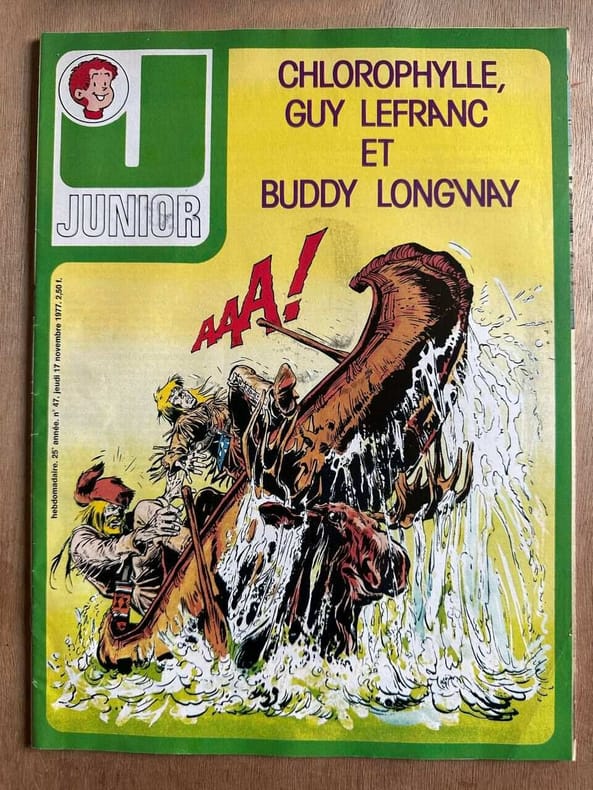 J
JUNIOR
CHLOROPHYLLE,
GUY LEFRANC
ET
BUDDY LONGWAY
AAA!
hebdomadaire. 25e année. n° 47. jeudi 17 novembre 1977. 2,50 f.